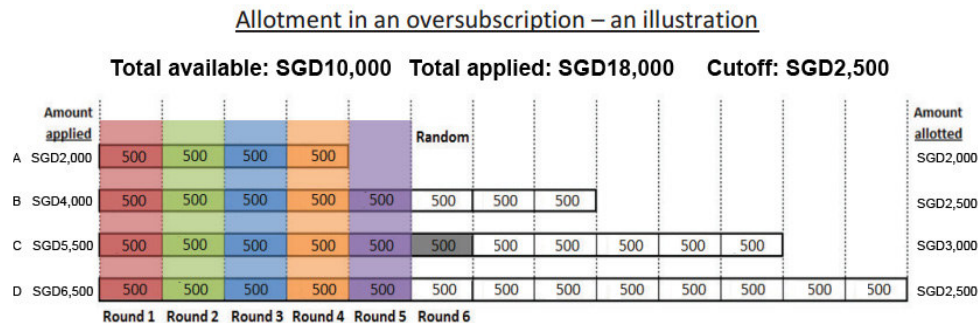 Allotment in an oversubscription – an illustration
Total available: SGD10,000 Total applied: SGD18,000 Cutoff: SGD2,500
Amount applied
Random
Amount allotted
A SGD2,000 500 500 500 500 SGD2,000
B SGD4,000 500 500 500 500 500 500 500 500 SGD2,500
C SGD5,500 500 500 500 500 500 500 500 500 500 500 500 SGD3,000
D SGD6,500 500 500 500 500 500 500 500 500 500 500 500 500 500 SGD2,500
Round 1 Round 2 Round 3 Round 4 Round 5 Round 6